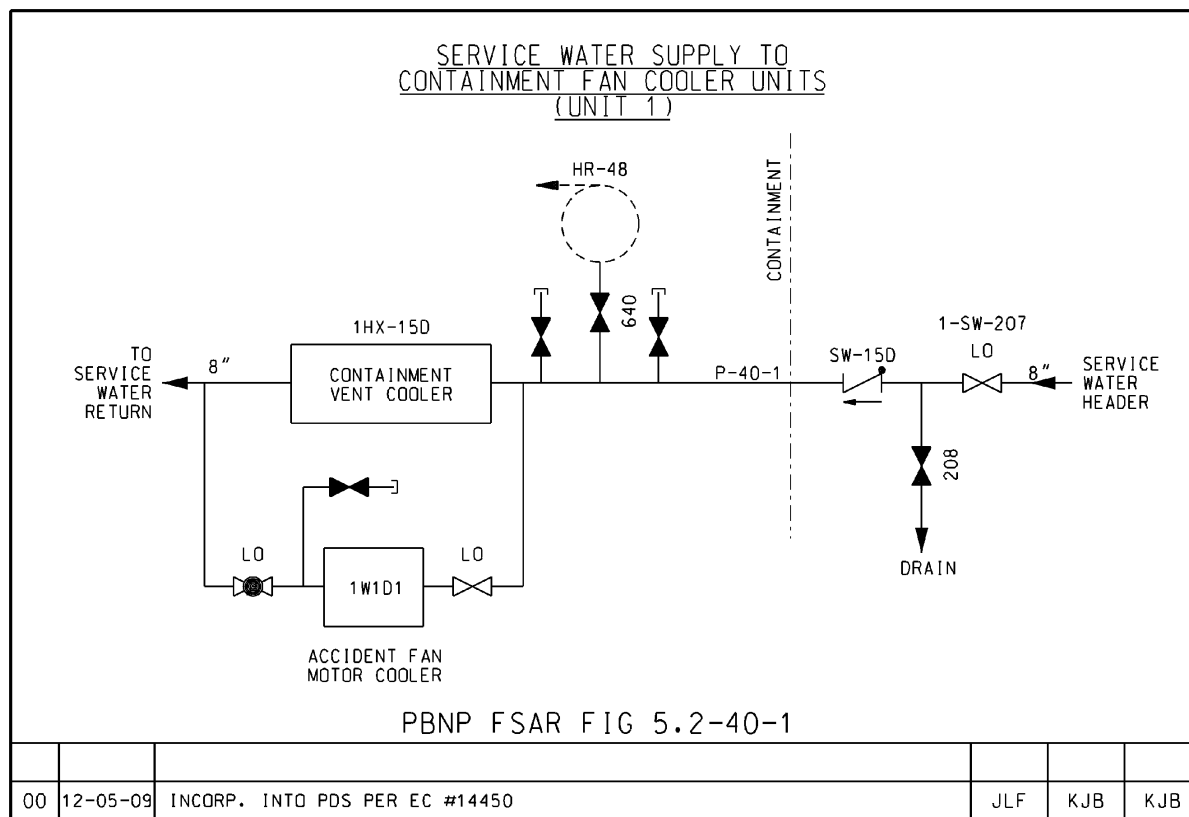 SERVICE WATER SUPPLY TO
CONTAINMENT FAN COOLER UNITS
(UNIT 1)
HR-48
CONTAINMENT
640
1HX-15D
1-SW-207
TO
SERVICE
WATER
RETURN
8"
CONTAINMENT
VENT COOLER
P-40-1
SW-15D
LO
8"
SERVICE
WATER
HEADER
208
LO
1W1D1
LO
DRAIN
ACCIDENT FAN
MOTOR COOLER
PBNP FSAR FIG 5.2-40-1
00 12-05-09 INCORP. INTO PDS PER EC #14450 JLF KJB KJB